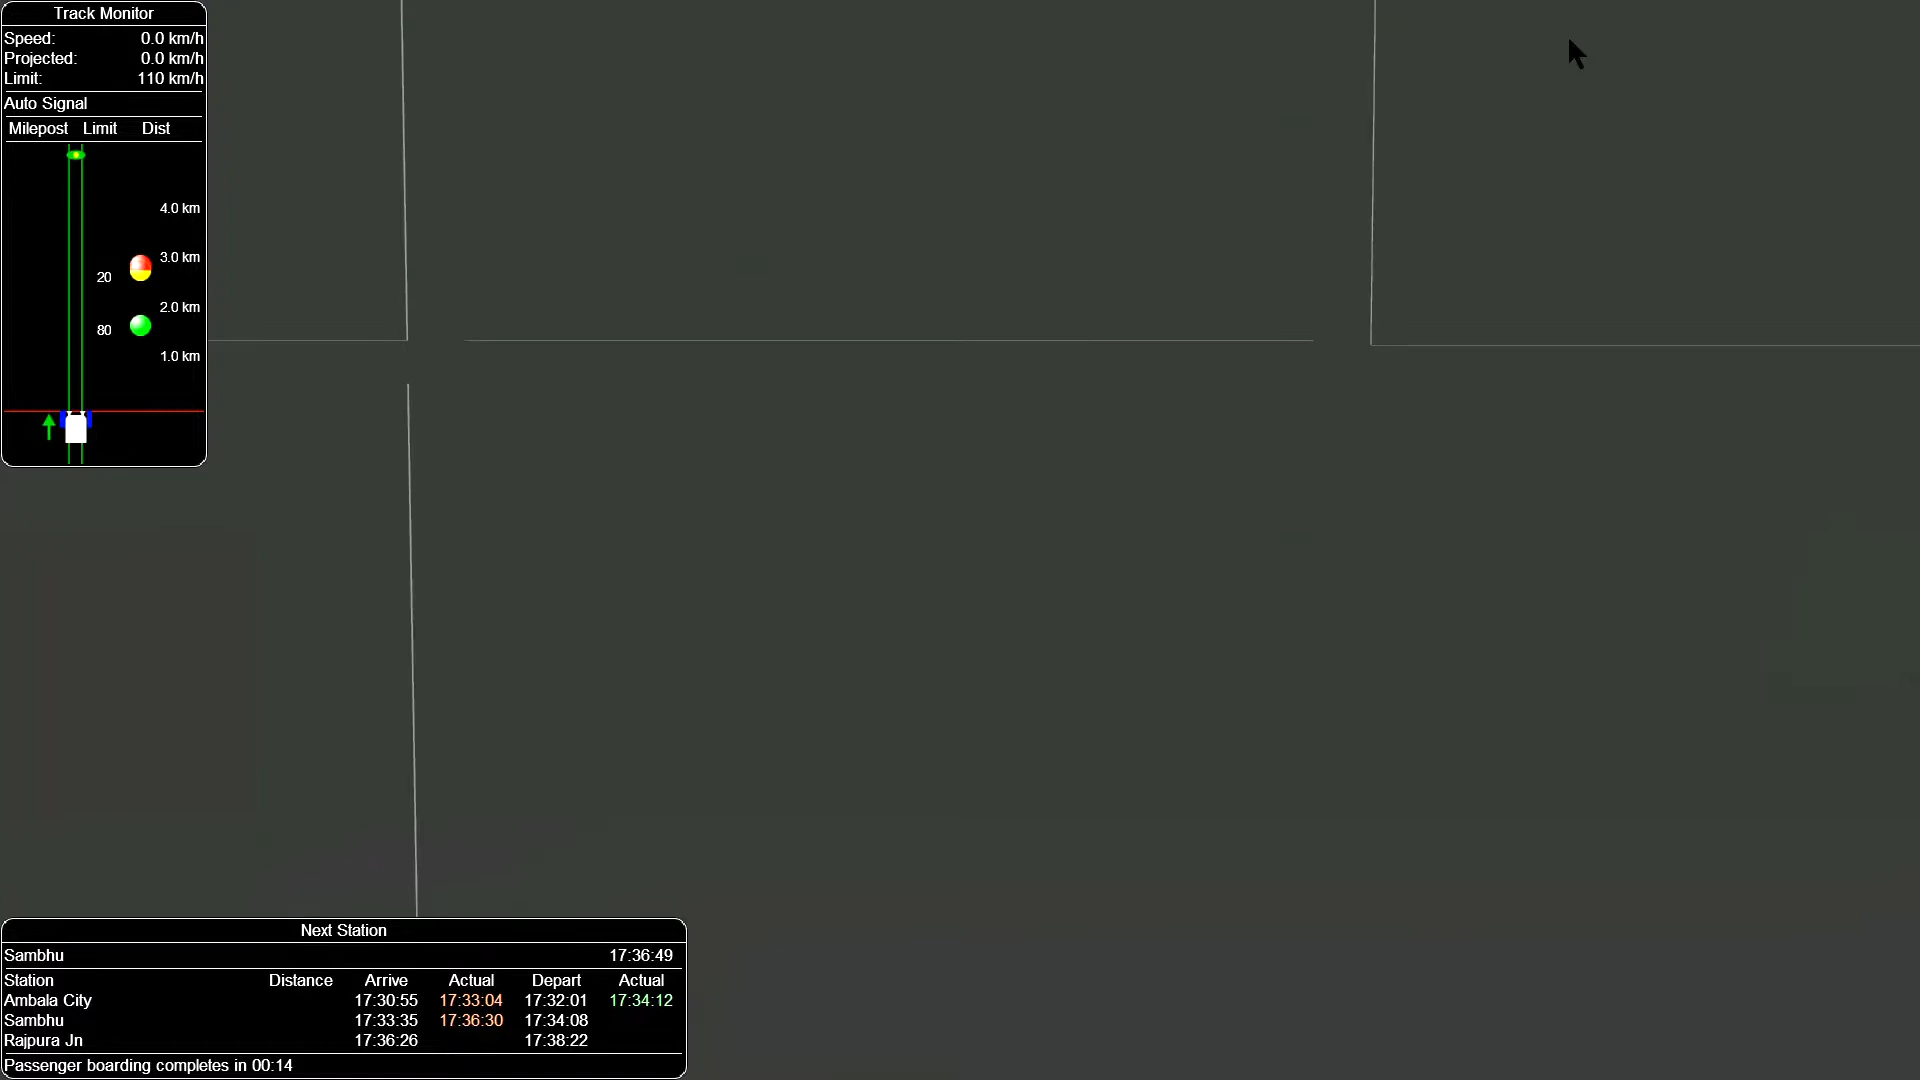 Track Monitor
Speed: 0.0 km/h
Projected: 0.0 km/h
Limit: 110 km/h
Auto Signal
Milepost Limit Dist
4.0 km
3.0 km
20
2.0 km
80
1.0 km
Next Station
Sambhu 17:36:49
Station Distance Arrive Actual Depart Actual
Ambala City 17:30:55 17:33:04 17:32:01 17:34:12
Sambhu 17:33:35 17:36:30 17:34:08
Rajpura Jn 17:36:26 17:38:22
Passenger boarding completes in 00:14